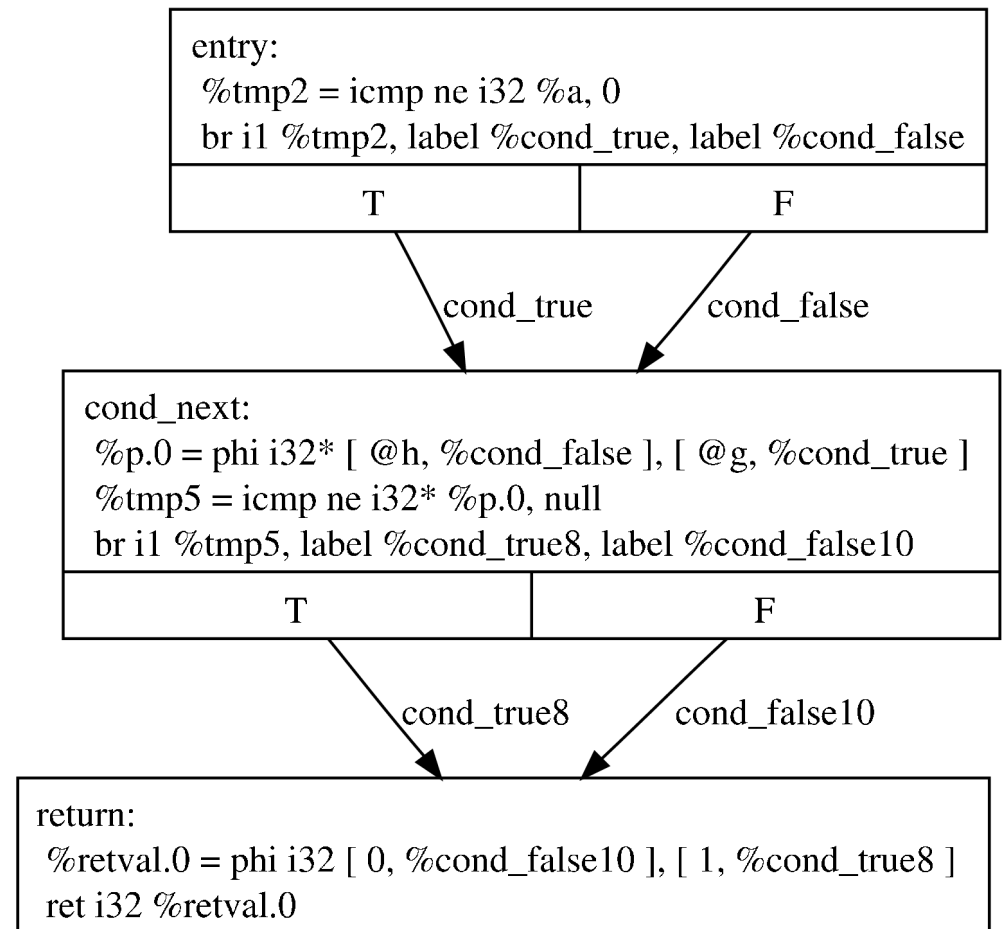 entry:
%tmp2 = icmp ne i32 %a, 0
br i1 %tmp2, label %cond_true, label %cond_false
T
F
cond_true
cond_false
cond_next:
%p.0 = phi i32* [ @h, %cond_false ], [ @g, %cond_true ]
%tmp5 = icmp ne i32* %p.0, null
br i1 %tmp5, label %cond_true8, label %cond_false10
T
F
cond_true8
cond_false10
return:
%retval.0 = phi i32 [ 0, %cond_false10 ], [ 1, %cond_true8 ]
ret i32 %retval.0